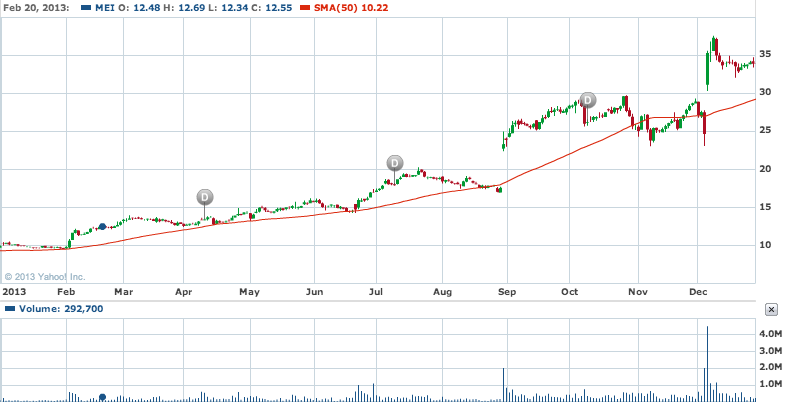 Feb 20, 2013: MEI O: 12.48 H: 12.69 L: 12.34 C: 12.55 SMA(50) 10.22
35
30
25
20
15
10
D
D
D
© 2013 Yahoo! Inc.
2013 Feb Mar Apr May Jun Jul Aug Sep Oct Nov Dec
Volume: 292,700
4.0M
3.0M
2.0M
1.0M